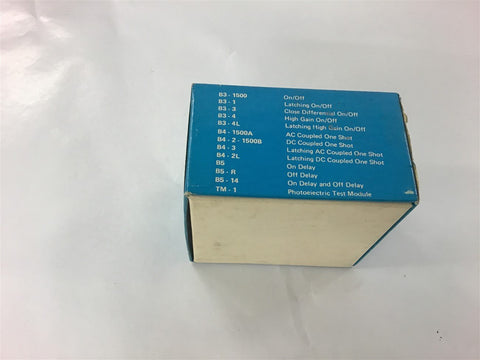 B3 - 1500 On/Off
B3 - 1 Latching On/Off
B3 - 3 Close Differential On/Off
B3 - 4 High Gain On/Off
B3 - 4L Latching High Gain On/Off
B4 - 1500A AC Coupled One Shot
B4 - 2 - 1500B DC Coupled One Shot
B4 - 3 Latching AC Coupled One Shot
B4 - 2L Latching DC Coupled One Shot
B5 On Delay
B5 - R Off Delay
B5 - 14 On Delay and Off Delay
TM - 1 Photoelectric Test Module